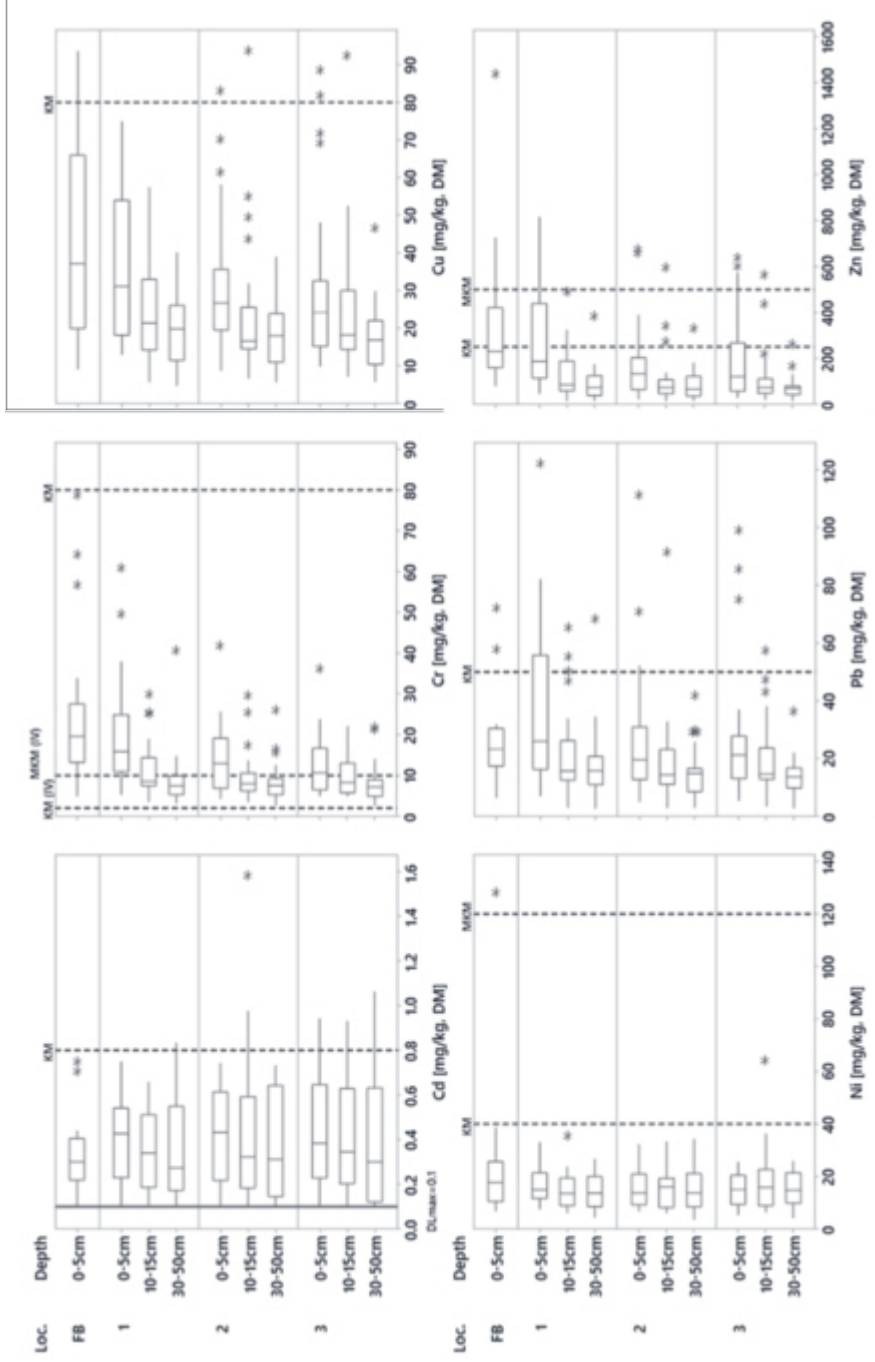 Loc. Depth
FB 0-5cm
1 0-5cm
10-15cm
30-50cm
2 0-5cm
10-15cm
30-50cm
3 0-5cm
10-15cm
30-50cm
KM
0.0 0.2 0.4 0.6 0.8 1.0 1.2 1.4 1.6
DLmax=0.1
Cd [mg/kg, DM]
KM (IV) MKM (IV) KM
0 10 20 30 40 50 60 70 80 90
Cr [mg/kg, DM]
KM
0 10 20 30 40 50 60 70 80 90
Cu [mg/kg, DM]
Loc. Depth
FB 0-5cm
1 0-5cm
10-15cm
30-50cm
2 0-5cm
10-15cm
30-50cm
3 0-5cm
10-15cm
30-50cm
KM MKM
0 20 40 60 80 100 120 140
Ni [mg/kg, DM]
KM
0 20 40 60 80 100 120
Pb [mg/kg, DM]
KM MKM
0 200 400 600 800 1000 1200 1400 1600
Zn [mg/kg, DM]